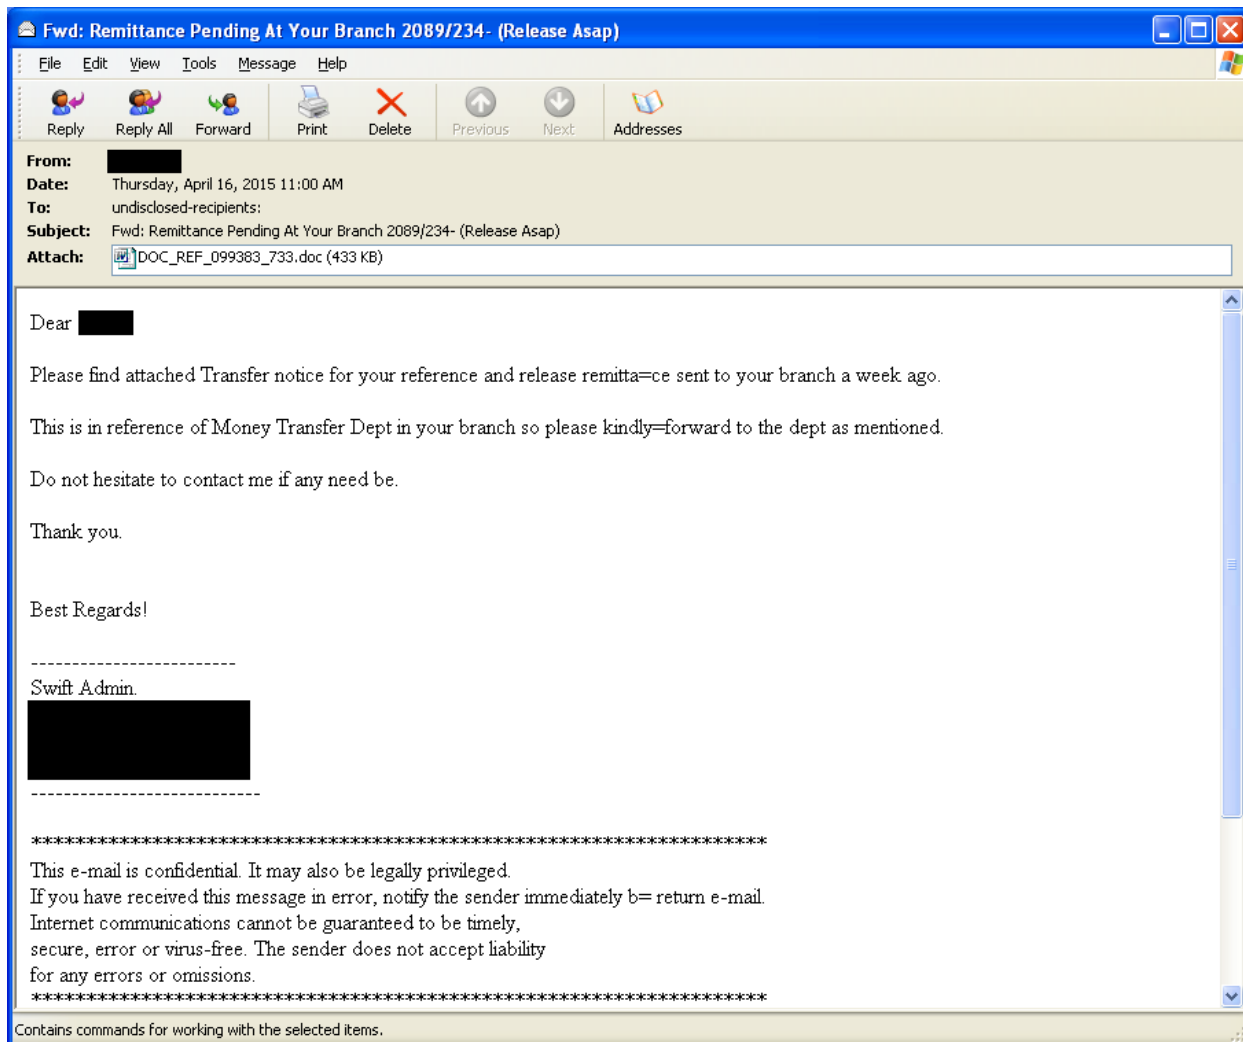 Fwd: Remittance Pending At Your Branch 2089/234- (Release Asap)
File Edit View Tools Message Help
Reply Reply All Forward Print Delete Previous Next Addresses
From:
Date: Thursday, April 16, 2015 11:00 AM
To: undisclosed-recipients:
Subject: Fwd: Remittance Pending At Your Branch 2089/234- (Release Asap)
Attach: DOC_REF_099383_733.doc (433 KB)
Dear
Please find attached Transfer notice for your reference and release remitta=ce sent to your branch a week ago.
This is in reference of Money Transfer Dept in your branch so please kindly=forward to the dept as mentioned.
Do not hesitate to contact me if any need be.
Thank you.
Best Regards!
-------------------------
Swift Admin.
----------------------------
*******************************************************************
This e-mail is confidential. It may also be legally privileged.
If you have received this message in error, notify the sender immediately b= return e-mail.
Internet communications cannot be guaranteed to be timely,
secure, error or virus-free. The sender does not accept liability
for any errors or omissions.
*******************************************************************
Contains commands for working with the selected items.